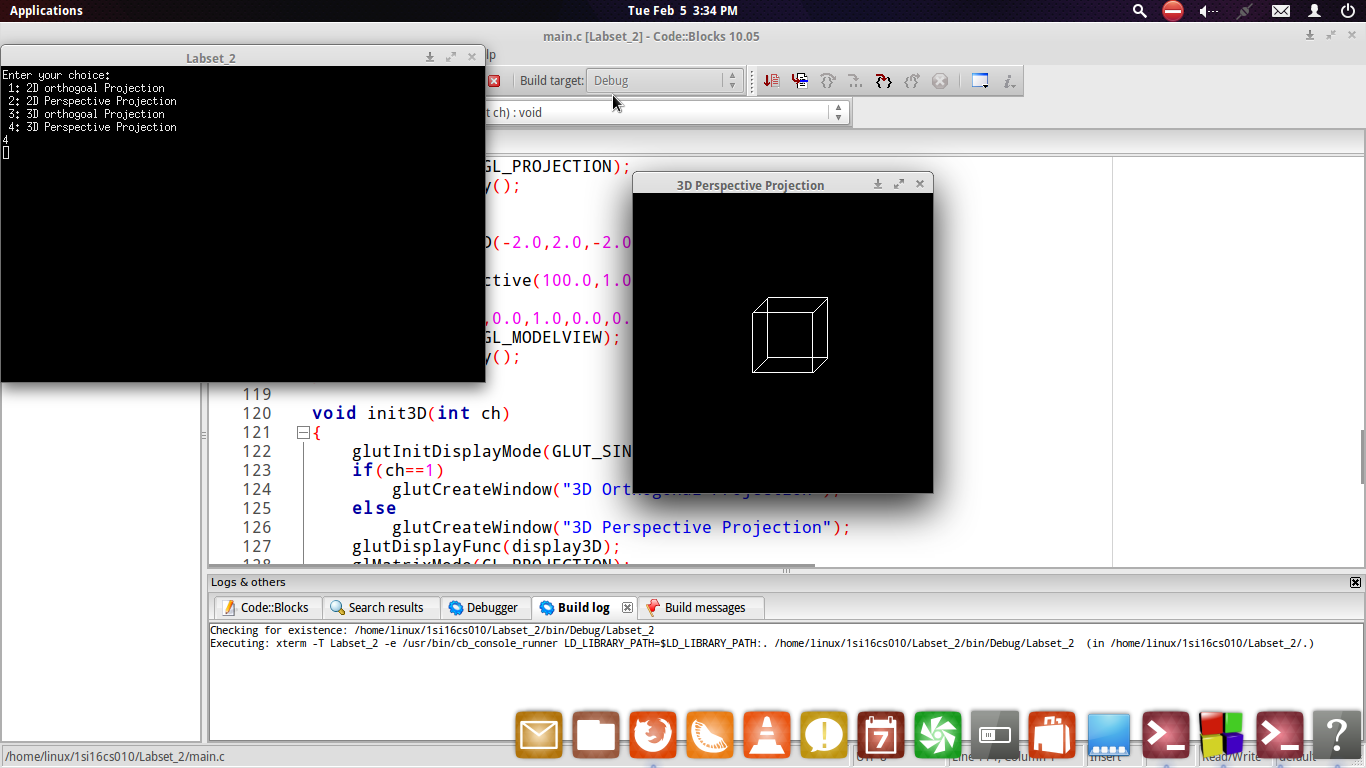 Applications
Tue Feb 5 3:34 PM
main.c [Labset_2] - Code::Blocks 10.05
lp
Labset_2
Enter your choice:
1: 2D orthogoal Projection
2: 2D Perspective Projection
3: 3D orthogoal Projection
4: 3D Perspective Projection
4
Build target: Debug
t ch) : void
GL_PROJECTION);
y();
D(-2.0,2.0,-2.0
ctive(100.0,1.0
,0.0,1.0,0.0,0.
GL_MODELVIEW);
y();
3D Perspective Projection
119
120 void init3D(int ch)
121 {
122 glutInitDisplayMode(GLUT_SIN
123 if(ch==1)
124 glutCreateWindow("3D Orthogonal Projection");
125 else
126 glutCreateWindow("3D Perspective Projection");
127 glutDisplayFunc(display3D);
128 glMatrixMode(GL_PROJECTION);
Logs & others
Code::Blocks Search results Debugger Build log Build messages
Checking for existence: /home/linux/1si16cs010/Labset_2/bin/Debug/Labset_2
Executing: xterm -T Labset_2 -e /usr/bin/cb_console_runner LD_LIBRARY_PATH=$LD_LIBRARY_PATH:. /home/linux/1si16cs010/Labset_2/bin/Debug/Labset_2 (in /home/linux/1si16cs010/Labset_2/.)
7
/home/linux/1si16cs010/Labset_2/main.c
Insert
Read/Write
default